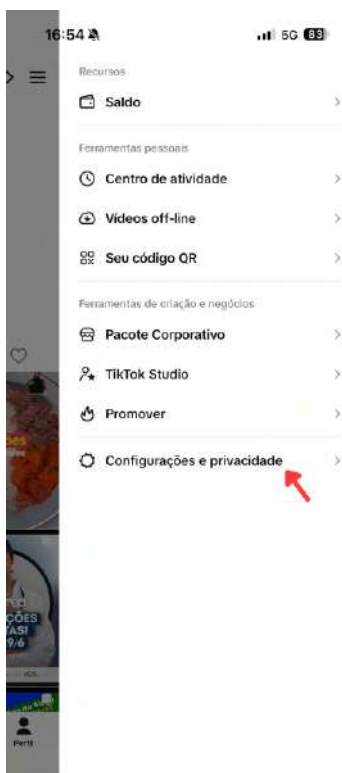 16:54
5G 83
Recursos
Saldo
Ferramentas pessoais
Centro de atividade
Vídeos off-line
Seu código QR
Ferramentas de criação e negócios
Pacote Corporativo
TikTok Studio
Promover
Configurações e privacidade
ÇÕES
Perfil